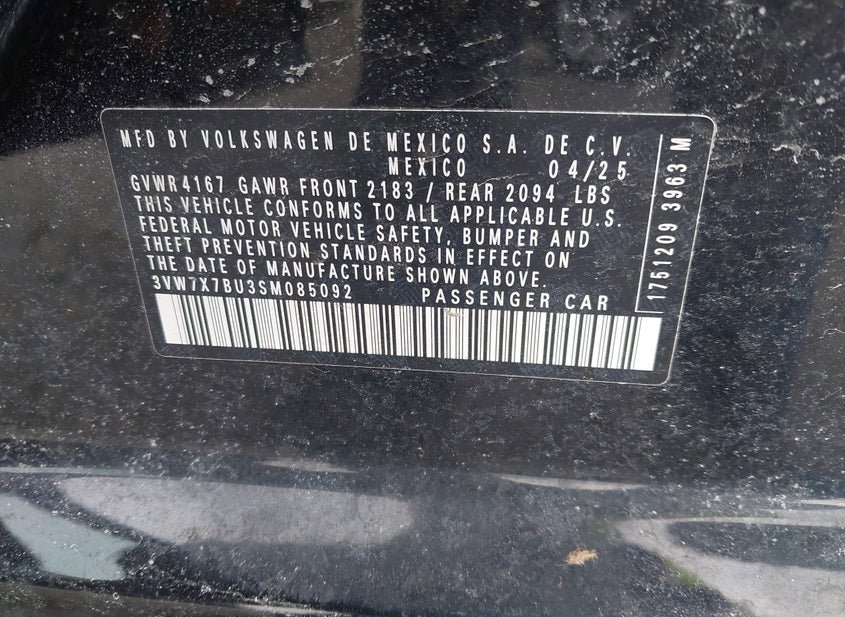 MFD BY VOLKSWAGEN DE MEXICO S.A. DE C.V.
MEXICO 04/25
GVWR 4167 GAWR FRONT 2183 / REAR 2094 LBS
THIS VEHICLE CONFORMS TO ALL APPLICABLE U.S.
FEDERAL MOTOR VEHICLE SAFETY, BUMPER AND
THEFT PREVENTION STANDARDS IN EFFECT ON
THE DATE OF MANUFACTURE SHOWN ABOVE.
3VW7X7BU3SM085092 PASSENGER CAR
1751209 3963 M